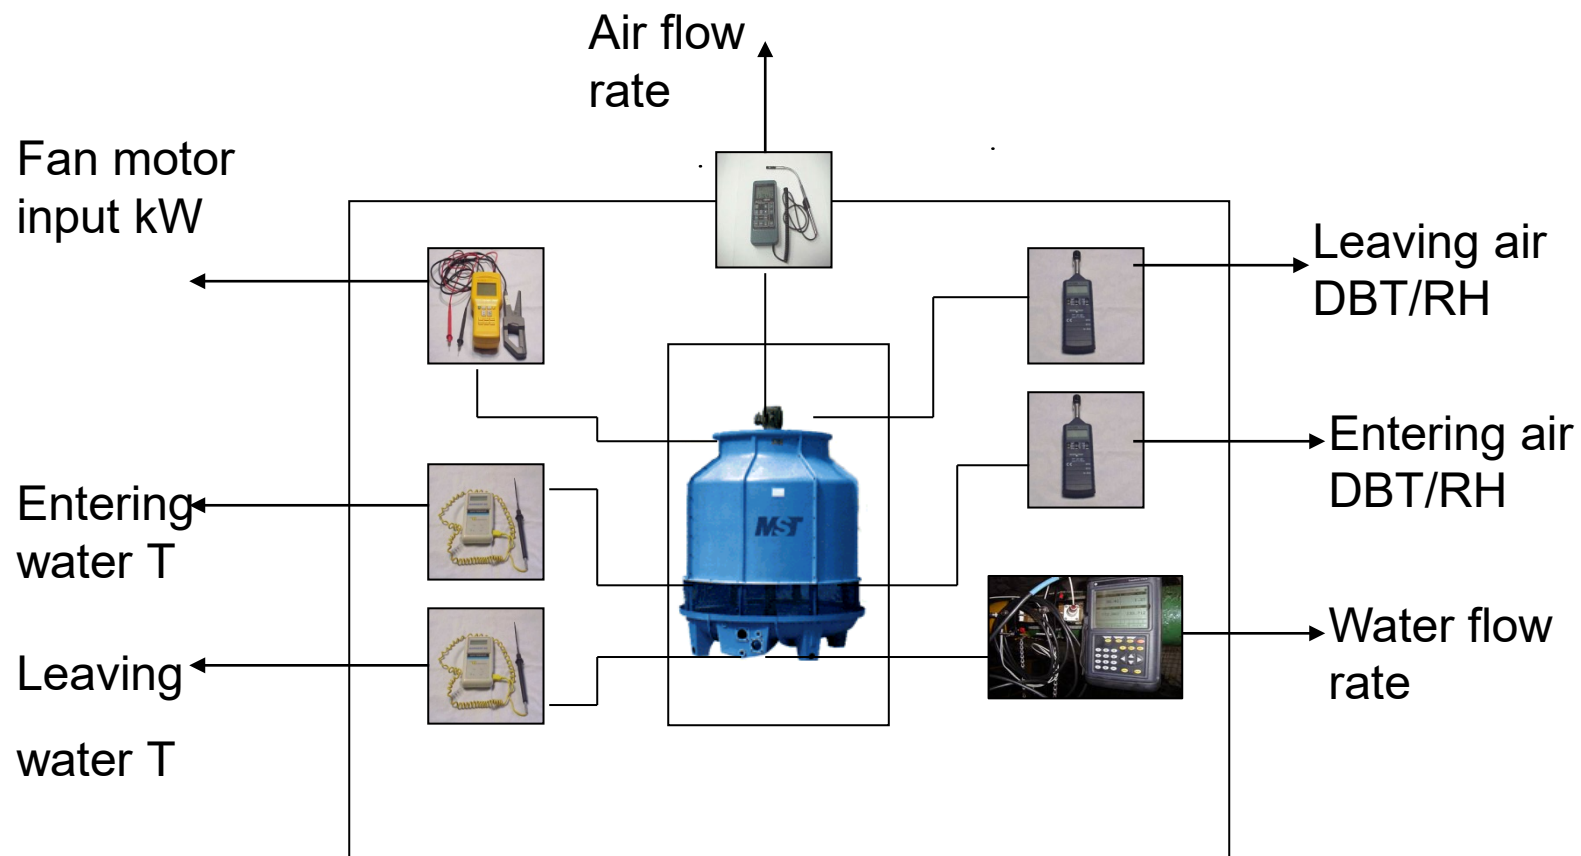 Air flow
rate
Fan motor
input kW
Leaving air
DBT/RH
Entering air
DBT/RH
Entering
water T
MST
Water flow
rate
Leaving
water T